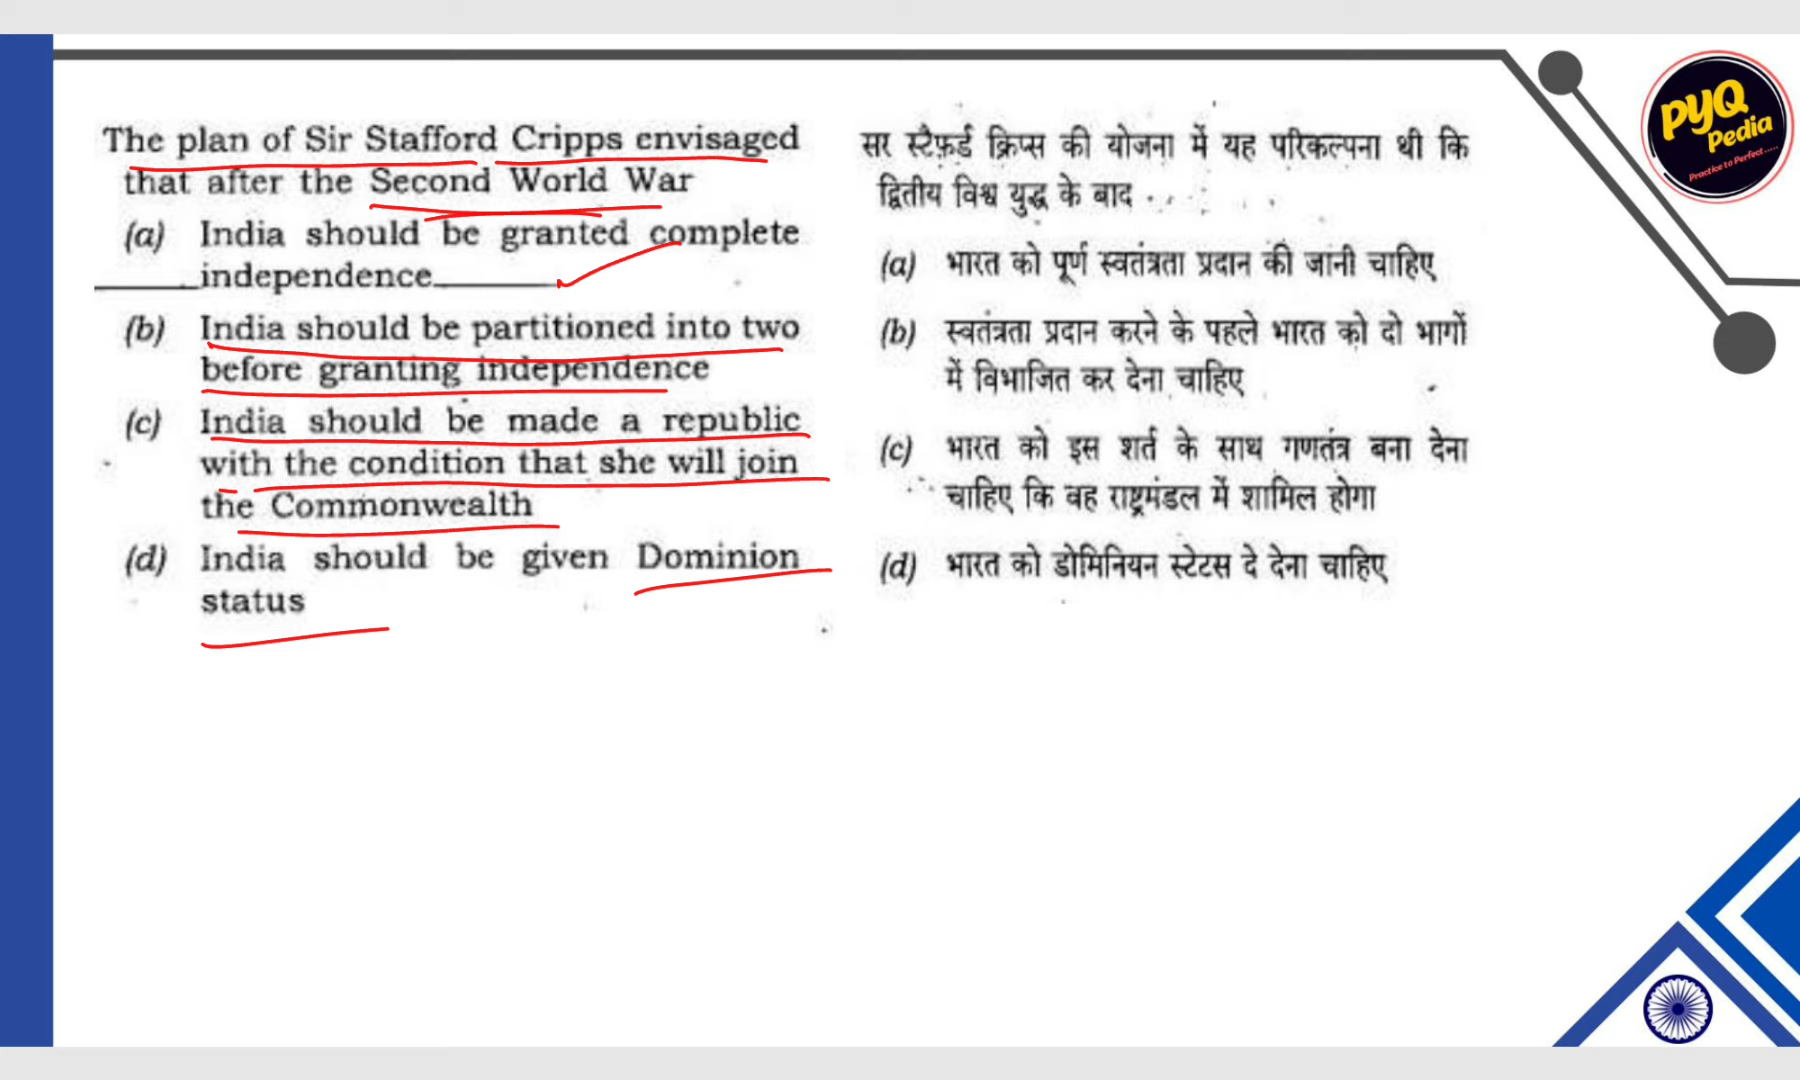 The plan of Sir Stafford Cripps envisaged
that after the Second World War
(a) India should be granted complete
independence
(b) India should be partitioned into two
before granting independence
(c) India should be made a republic
with the condition that she will join
the Commonwealth
(d) India should be given Dominion
status
सर स्टैफ़र्ड क्रिप्स की योजना में यह परिकल्पना थी कि
द्वितीय विश्व युद्ध के बाद
(a) भारत को पूर्ण स्वतंत्रता प्रदान की जानी चाहिए
(b) स्वतंत्रता प्रदान करने के पहले भारत को दो भागों
में विभाजित कर देना चाहिए
(c) भारत को इस शर्त के साथ गणतंत्र बना देना
चाहिए कि वह राष्ट्रमंडल में शामिल होगा
(d) भारत को डोमिनियन स्टेटस दे देना चाहिए
PYQ
Pedia
Practice to Perfect.....